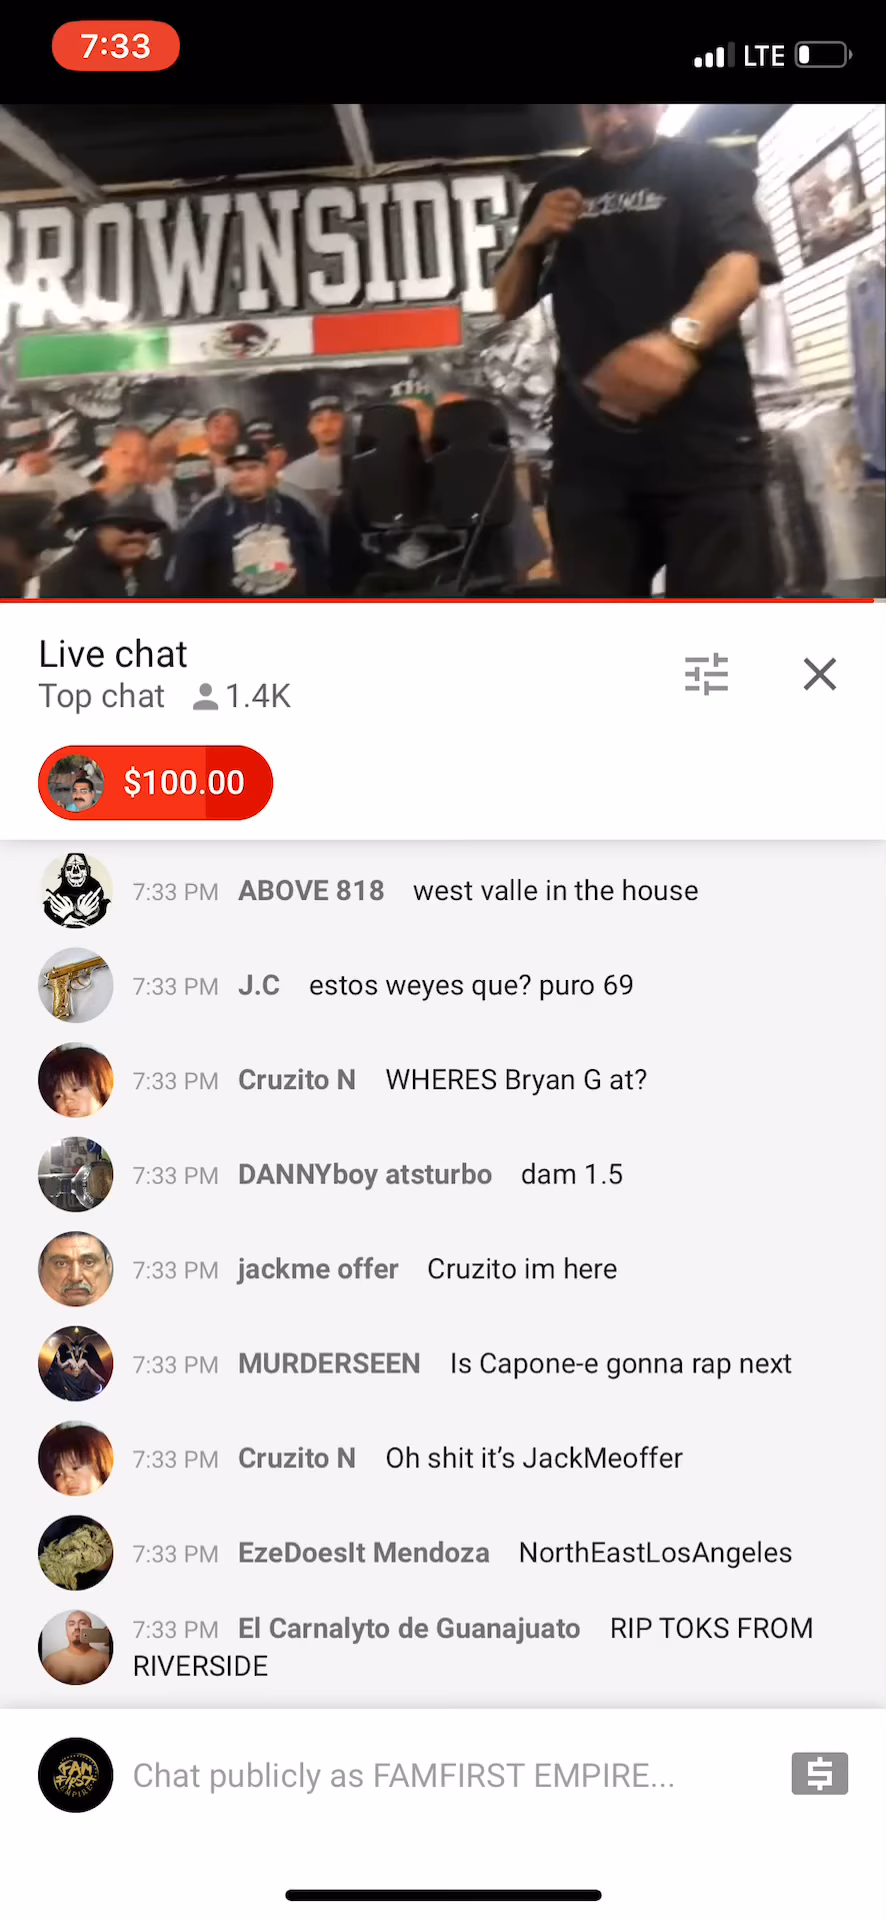 7:33
LTE
BROWNSIDE
Live chat
Top chat 1.4K
$100.00
7:33 PM ABOVE 818 west valle in the house
7:33 PM J.C estos weyes que? puro 69
7:33 PM Cruzito N WHERES Bryan G at?
7:33 PM DANNYboy atsturbo dam 1.5
7:33 PM jackme offer Cruzito im here
7:33 PM MURDERSEEN Is Capone-e gonna rap next
7:33 PM Cruzito N Oh shit it’s JackMeoffer
7:33 PM EzeDoesIt Mendoza NorthEastLosAngeles
7:33 PM El Carnalyto de Guanajuato RIP TOKS FROM
RIVERSIDE
FAM
FIRST
EMPIRE
Chat publicly as FAMFIRST EMPIRE...